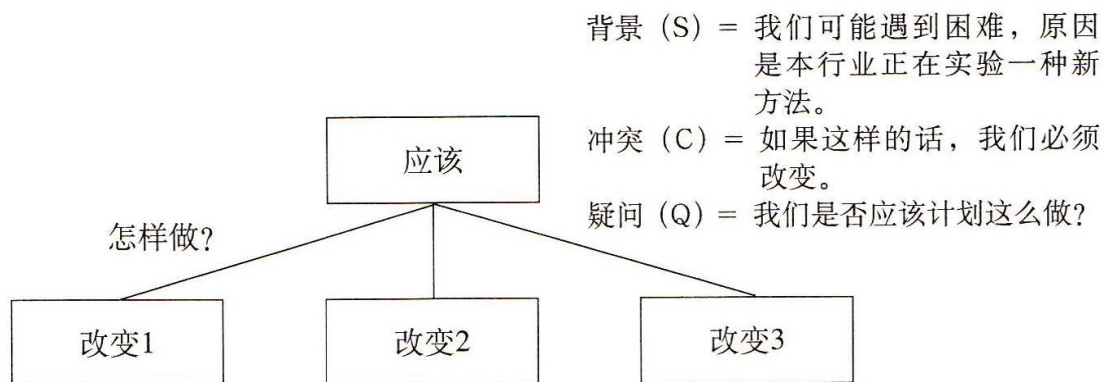 背景（S）= 我们可能遇到困难，原因
是本行业正在实验一种新
方法。
冲突（C）= 如果这样的话，我们必须
改变。
疑问（Q）= 我们是否应该计划这么做？
应该
怎样做？
改变1
改变2
改变3